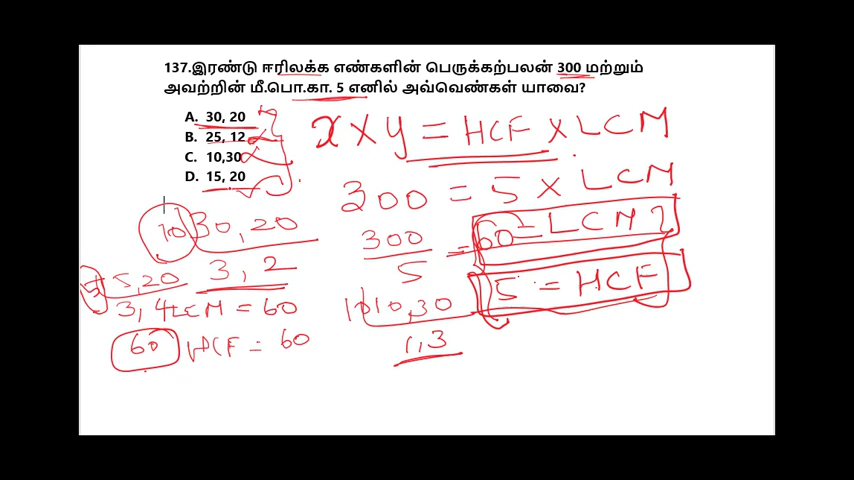 137.இரண்டு ஈரிலக்க எண்களின் பெருக்கற்பலன் 300 மற்றும்
அவற்றின் மீ.பொ.கா. 5 எனில் அவ்வெண்கள் யாவை?
A. 30, 20
B. 25, 12
C. 10,30
D. 15, 20
x × y = HCF × LCM
300 = 5 × LCM
300
5
= 60 = LCM
5 = HCF
10 30, 20
3, 2
5,20
3, 4 LCM = 60
60 HCF = 60
10 10,30
1,3